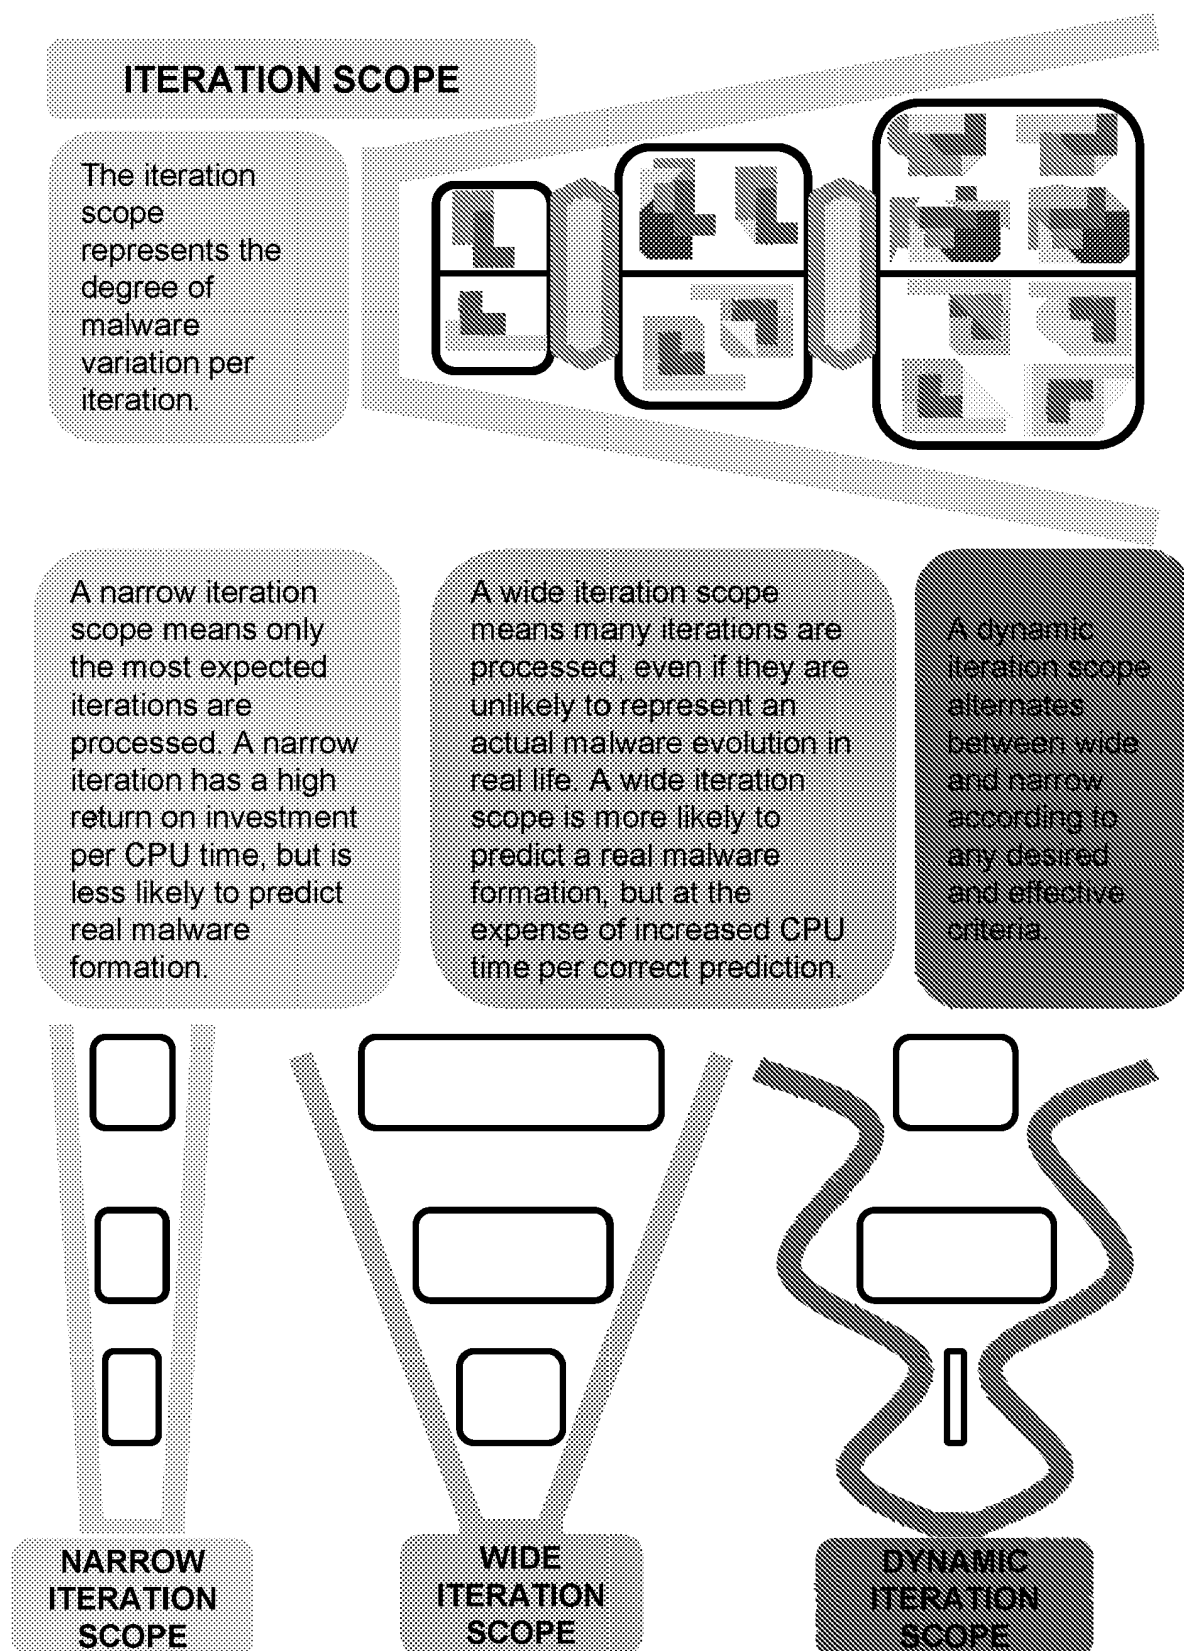 ITERATION SCOPE
The iteration
scope
represents the
degree of
malware
variation per
iteration.
A narrow iteration
scope means only
the most expected
iterations are
processed. A narrow
iteration has a high
return on investment
per CPU time, but is
less likely to predict
real malware
formation.
A wide iteration scope
means many iterations are
processed, even if they are
unlikely to represent an
actual malware evolution in
real life. A wide iteration
scope is more likely to
predict a real malware
formation, but at the
expense of increased CPU
time per correct prediction.
A dynamic
iteration scope
alternates
between wide
and narrow
according to
any desired
and effective
criteria.
NARROW
ITERATION
SCOPE
WIDE
ITERATION
SCOPE
DYNAMIC
ITERATION
SCOPE